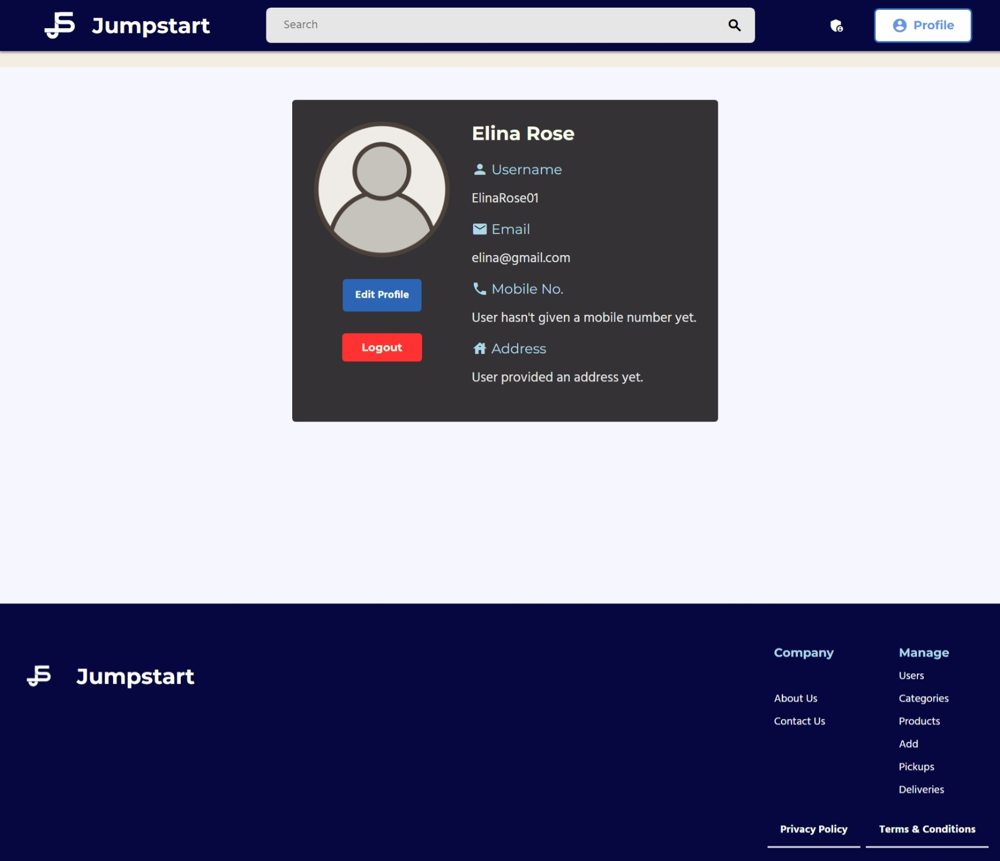 Jumpstart
Search
Profile
Elina Rose
Username
ElinaRose01
Email
elina@gmail.com
Mobile No.
User hasn't given a mobile number yet.
Address
User provided an address yet.
Edit Profile
Logout
Jumpstart
Company
About Us
Contact Us
Manage
Users
Categories
Products
Add
Pickups
Deliveries
Privacy Policy
Terms & Conditions